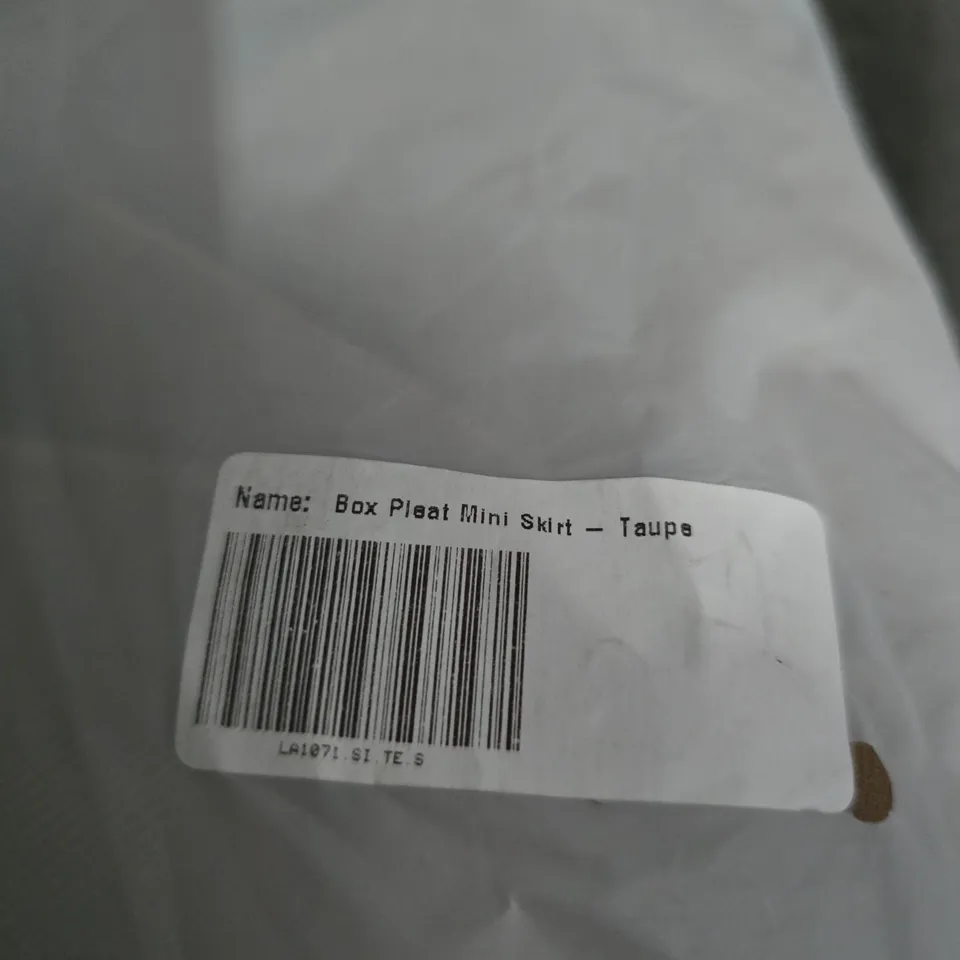 Name: Box Pleat Mini Skirt – Taupe
LA1071.SI.TE.S